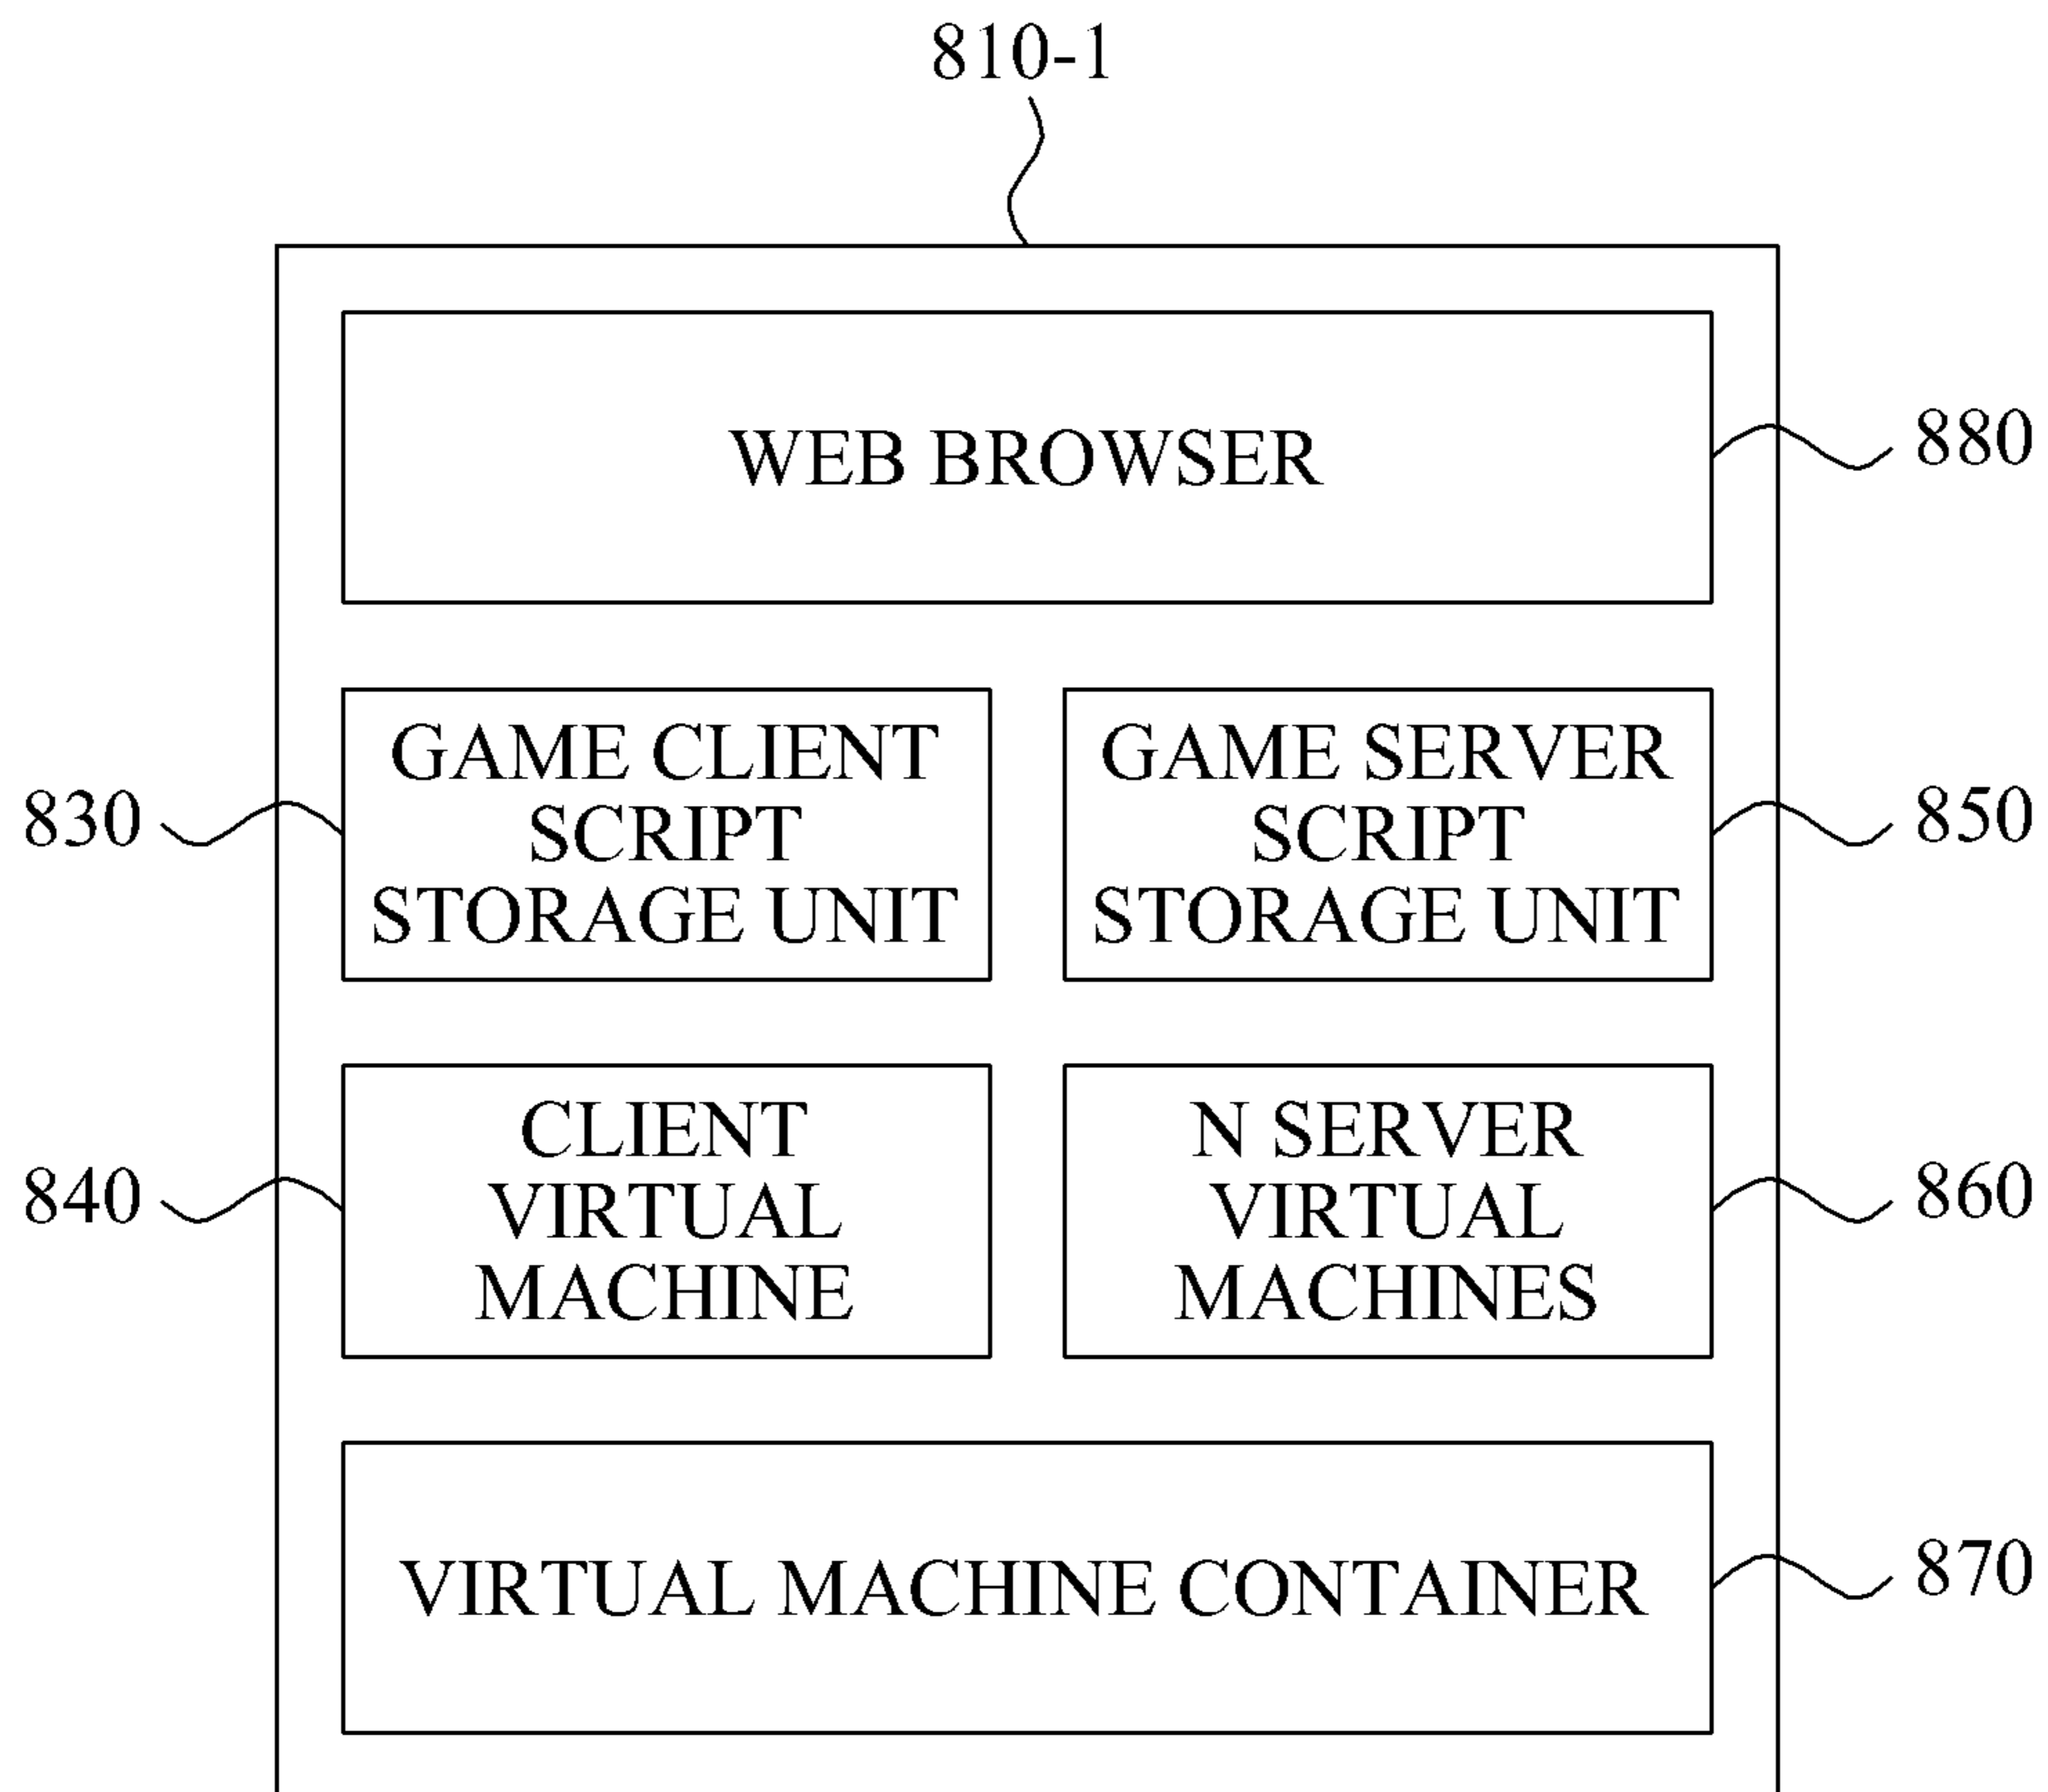 810-1
WEB BROWSER
880
GAME CLIENT
SCRIPT
STORAGE UNIT
830
GAME SERVER
SCRIPT
STORAGE UNIT
850
CLIENT
VIRTUAL
MACHINE
840
N SERVER
VIRTUAL
MACHINES
860
VIRTUAL MACHINE CONTAINER
870